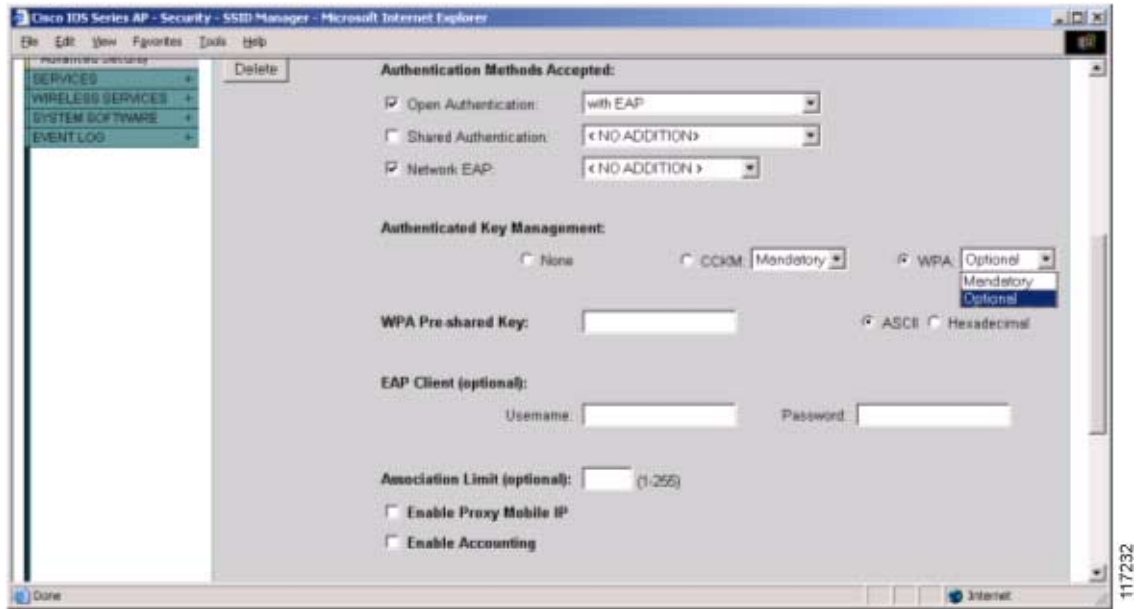 Cisco IOS Series AP - Security - SSID Manager - Microsoft Internet Explorer
File Edit View Favorites Tools Help
Advanced Security
SERVICES +
WIRELESS SERVICES +
SYSTEM SOFTWARE +
EVENT LOG +
Delete
Authentication Methods Accepted:
Open Authentication: with EAP
Shared Authentication: < NO ADDITION>
Network EAP: < NO ADDITION >
Authenticated Key Management:
None CCKM: Mandatory WPA: Optional
Mandatory
Optional
WPA Pre-shared Key: ASCII Hexadecimal
EAP Client (optional):
Username: Password:
Association Limit (optional): (1-255)
Enable Proxy Mobile IP
Enable Accounting
Done Internet
117232